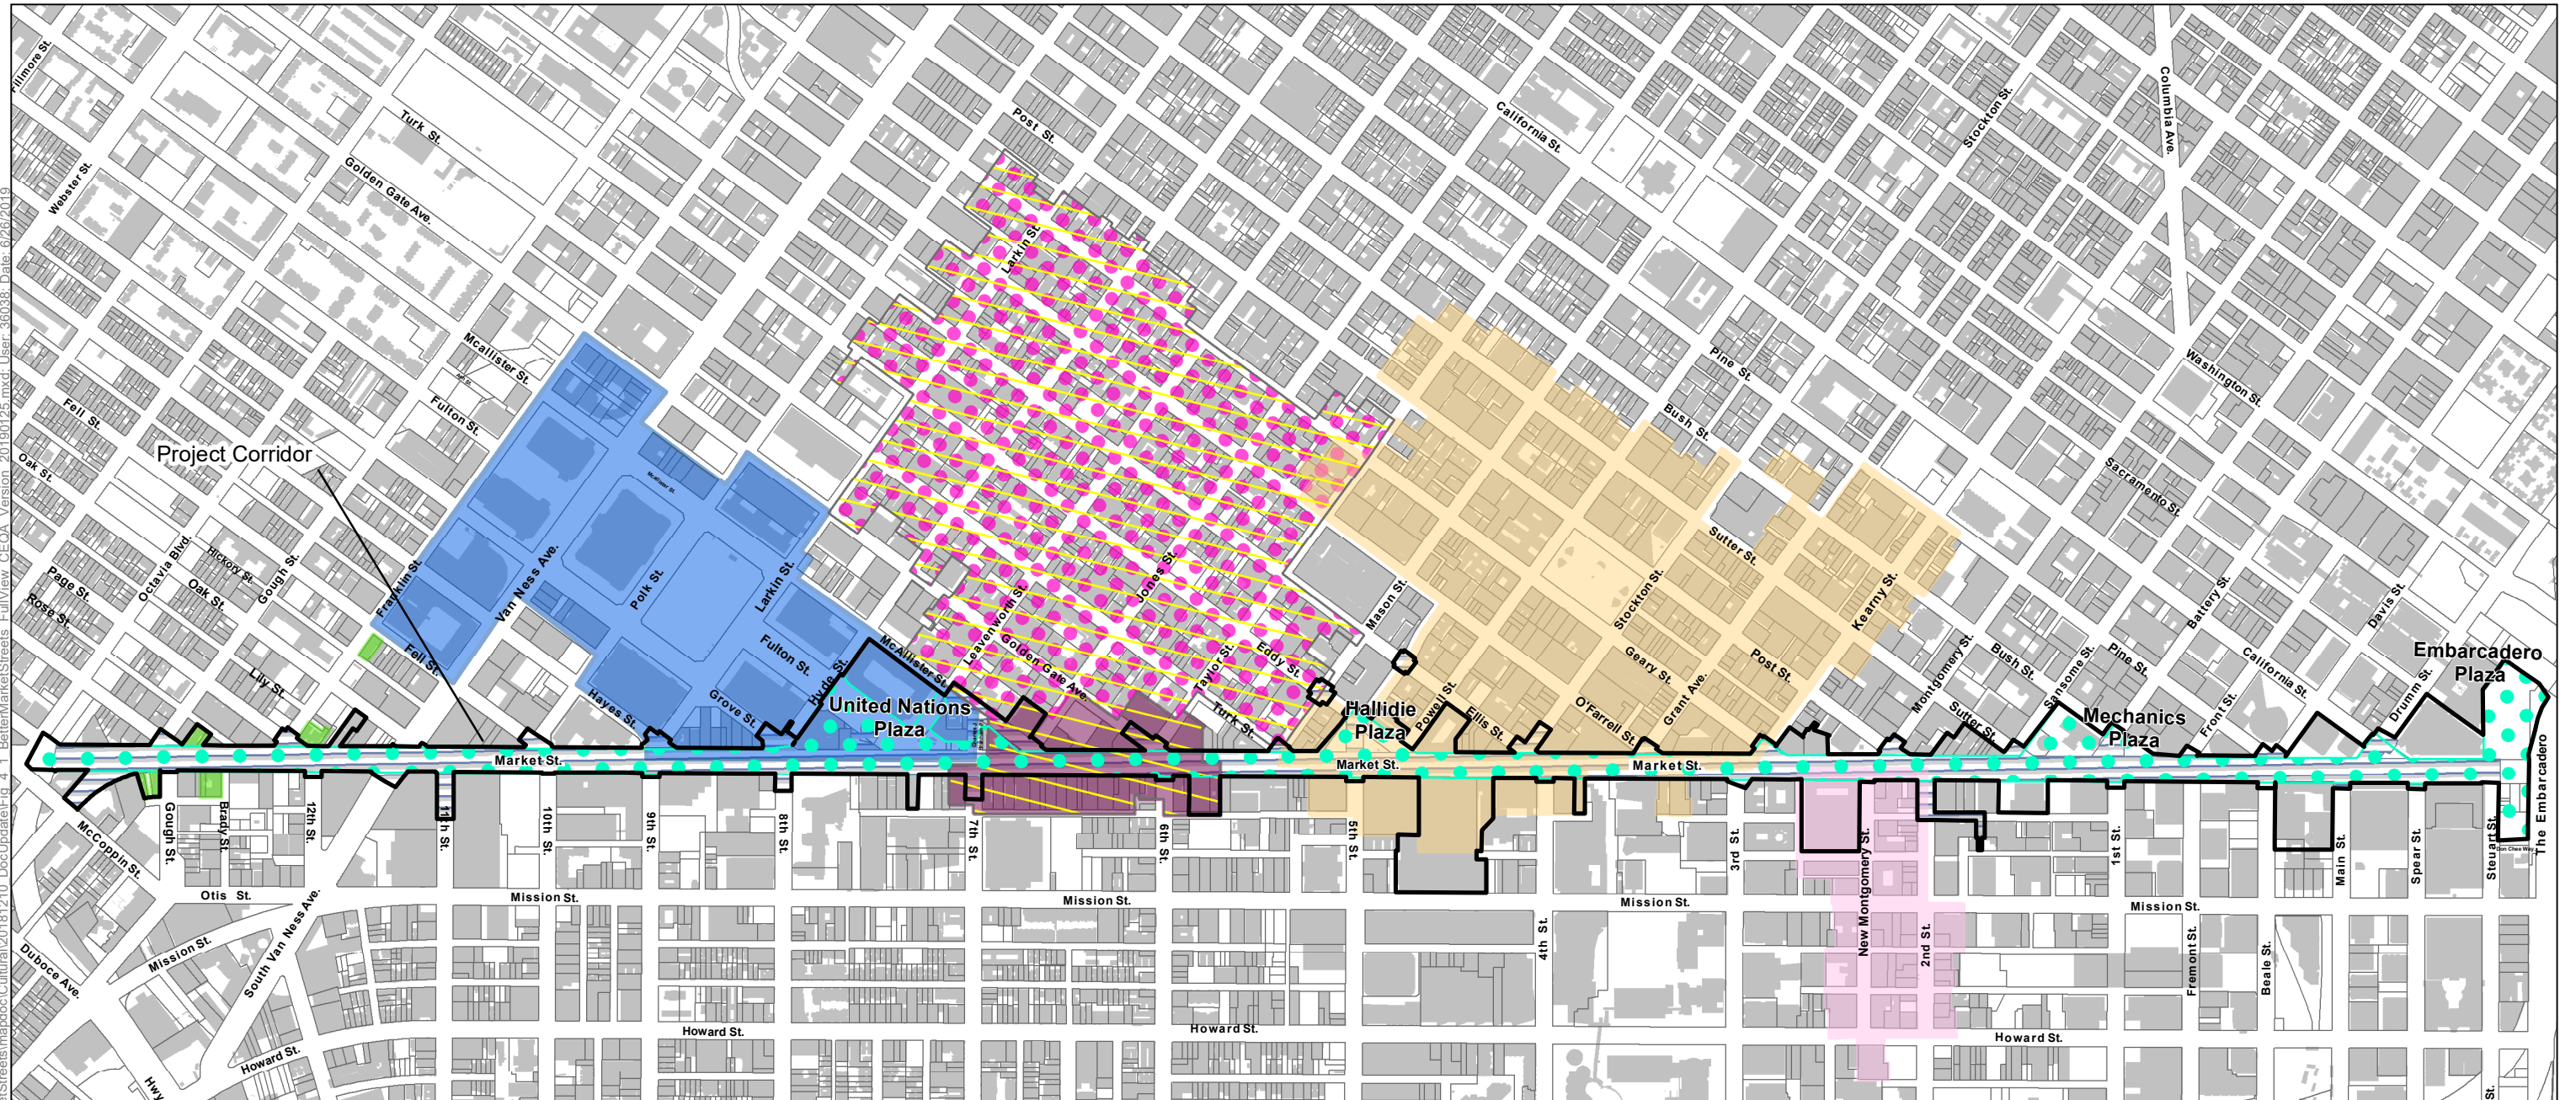 Fillmore St.
Webster St.
Turk St.
Golden Gate Ave.
Post St.
California St.
Stockton St.
Columbia Ave.
Larkin St.
Mcallister St.
Fulton St.
Fell St.
Oak St.
Project Corridor
Pine St.
Bush St.
Washington St.
Sacramento St.
Mcallister St.
Octavia Blvd.
Hickory St.
Oak St.
Gough St.
Page St.
Rose St.
Lily St.
Franklin St.
Fell St.
Van Ness Ave.
Polk St.
Larkin St.
Fulton St.
Hyde St.
Grove St.
Hayes St.
McAllister St.
Leavenworth St.
Golden Gate Ave.
Jones St.
Taylor St.
Eddy St.
Turk St.
Mason St.
Powell St.
Ellis St.
O'Farrell St.
Stockton St.
Geary St.
Grant Ave.
Post St.
Sutter St.
Kearny St.
Montgomery St.
Sutter St.
Bush St.
Sansome St.
Pine St.
Battery St.
Front St.
California St.
Davis St.
Drumm St.
United Nations
Plaza
Hallidie
Plaza
Mechanics
Plaza
Embarcadero
Plaza
The Embarcadero
Market St.
Market St.
Market St.
McCoppin St.
Gough St.
Brady St.
12th St.
11th St.
10th St.
9th St.
8th St.
7th St.
6th St.
5th St.
4th St.
3rd St.
New Montgomery St.
2nd St.
1st St.
Fremont St.
Beale St.
Main St.
Spear St.
Steuart St.
Don Chee Way
Otis St.
Mission St.
Mission St.
Mission St.
Mission St.
Mission St.
Duboce Ave.
South Van Ness Ave.
Howard St.
Howard St.
Howard St.
Howard St.
Hwy
St.